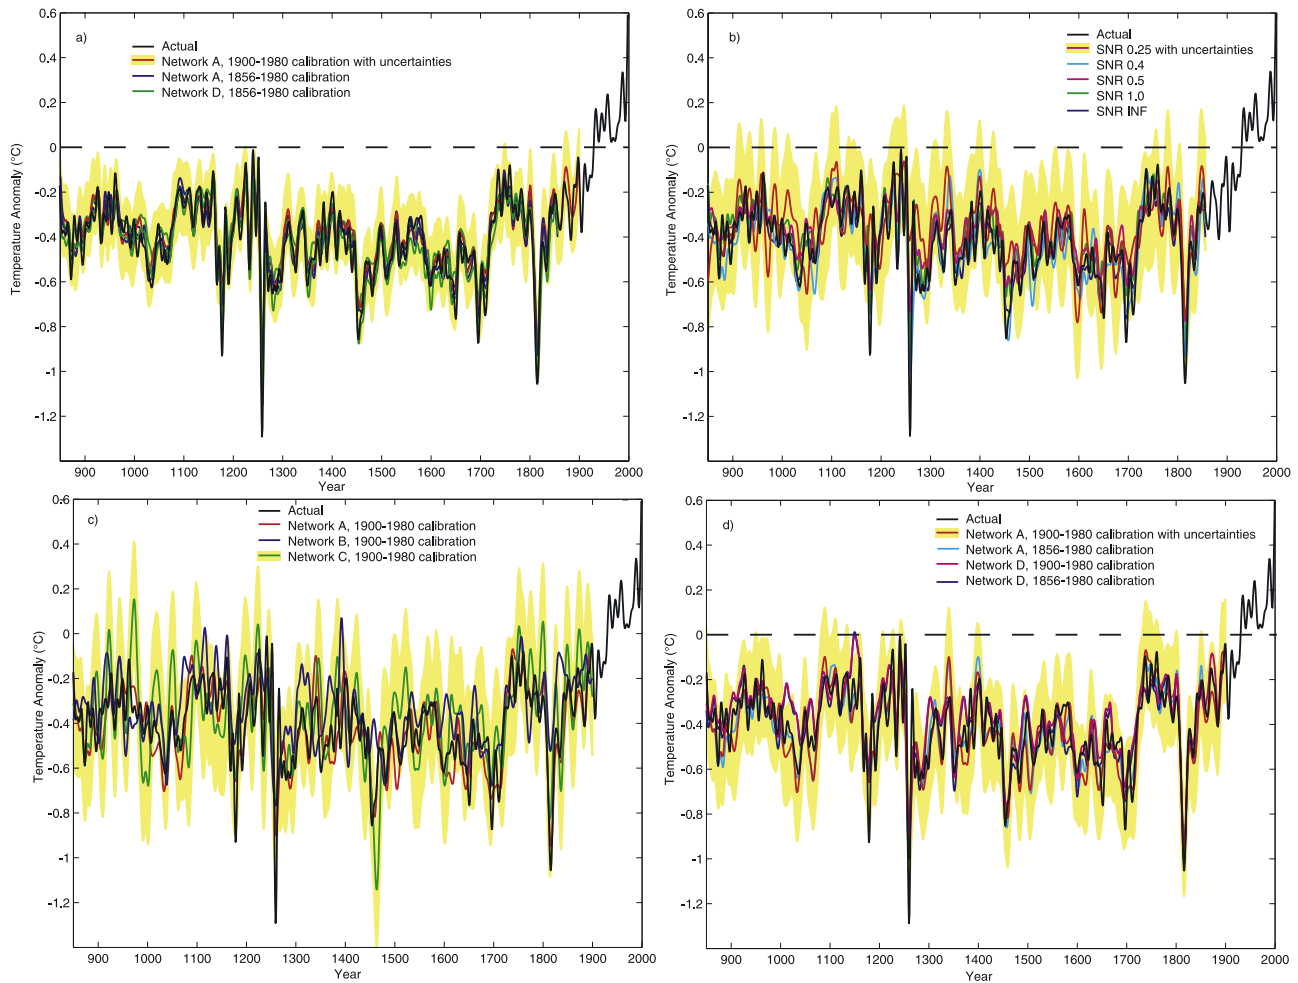 a)
Actual
Network A, 1900-1980 calibration with uncertainties
Network A, 1856-1980 calibration
Network D, 1856-1980 calibration
0.6
0.4
0.2
0
-0.2
-0.4
-0.6
-0.8
-1
-1.2
Temperature Anomaly (°C)
900 1000 1100 1200 1300 1400 1500 1600 1700 1800 1900 2000
Year
b)
Actual
SNR 0.25 with uncertainties
SNR 0.4
SNR 0.5
SNR 1.0
SNR INF
0.6
0.4
0.2
0
-0.2
-0.4
-0.6
-0.8
-1
-1.2
Temperature Anomaly (°C)
900 1000 1100 1200 1300 1400 1500 1600 1700 1800 1900 2000
Year
c)
Actual
Network A, 1900-1980 calibration
Network B, 1900-1980 calibration
Network C, 1900-1980 calibration
0.6
0.4
0.2
0
-0.2
-0.4
-0.6
-0.8
-1
-1.2
Temperature Anomaly (°C)
900 1000 1100 1200 1300 1400 1500 1600 1700 1800 1900 2000
Year
d)
Actual
Network A, 1900-1980 calibration with uncertainties
Network A, 1856-1980 calibration
Network D, 1900-1980 calibration
Network D, 1856-1980 calibration
0.6
0.4
0.2
0
-0.2
-0.4
-0.6
-0.8
-1
-1.2
Temperature Anomaly (°C)
900 1000 1100 1200 1300 1400 1500 1600 1700 1800 1900 2000
Year